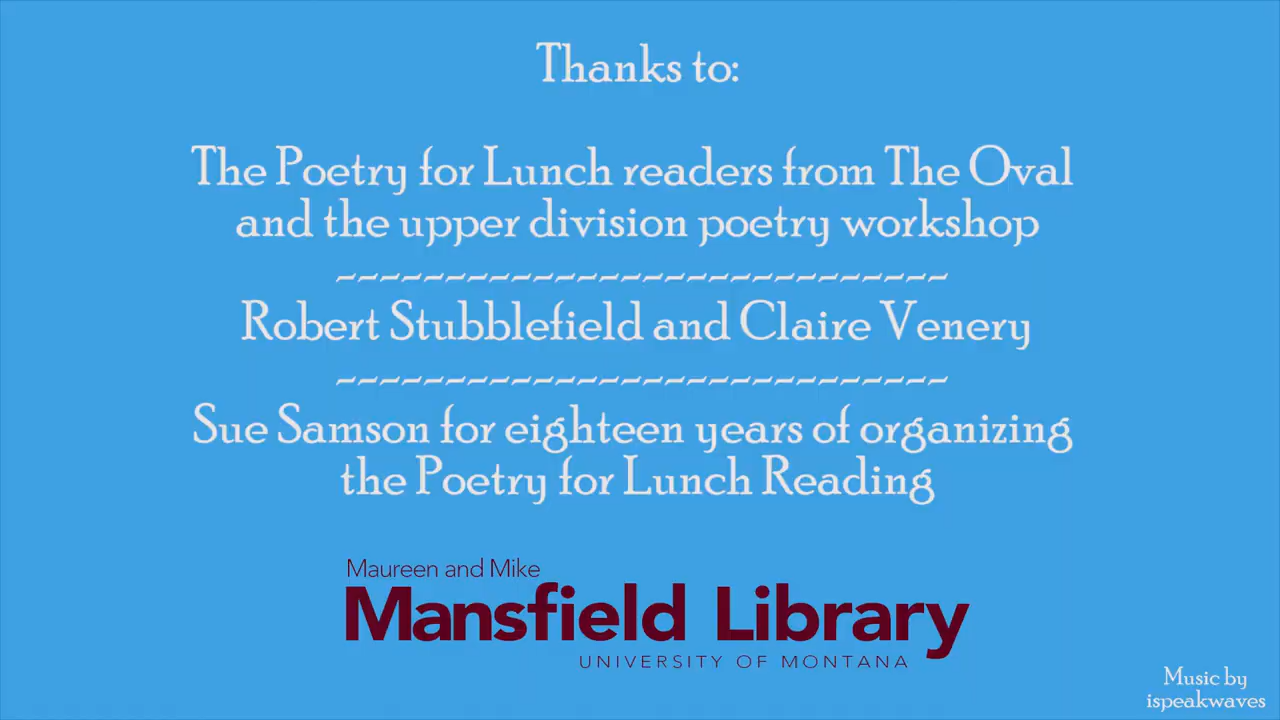 Thanks to:
The Poetry for Lunch readers from The Oval
and the upper division poetry workshop
~~~~~~~~~~~~~~~~~~~~~~~~~~~~
Robert Stubblefield and Claire Venery
~~~~~~~~~~~~~~~~~~~~~~~~~~~~
Sue Samson for eighteen years of organizing
the Poetry for Lunch Reading
Maureen and Mike
Mansfield Library
UNIVERSITY OF MONTANA
Music by
ispeakwaves